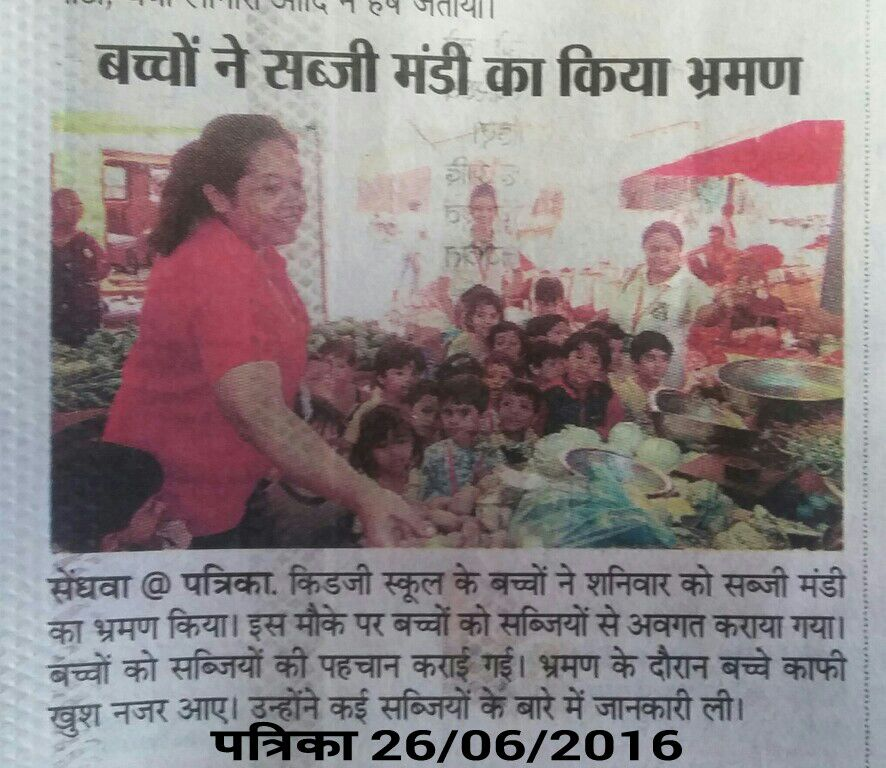 आदि ने हर्ष जताया।
बच्चों ने सब्जी मंडी का किया भ्रमण
सेंधवा @ पत्रिका. किडजी स्कूल के बच्चों ने शनिवार को सब्जी मंडी
का भ्रमण किया। इस मौके पर बच्चों को सब्जियों से अवगत कराया गया।
बच्चों को सब्जियों की पहचान कराई गई। भ्रमण के दौरान बच्चे काफी
खुश नजर आए। उन्होंने कई सब्जियों के बारे में जानकारी ली।
पत्रिका 26/06/2016